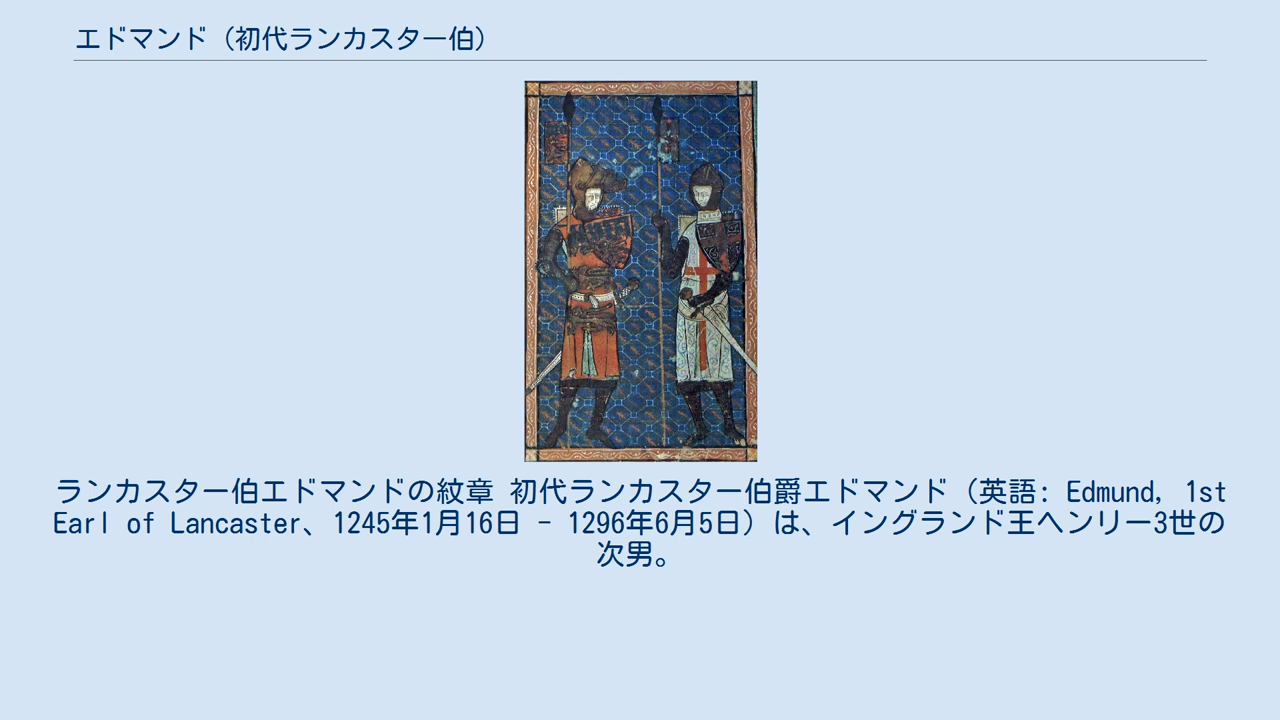 エドマンド（初代ランカスター伯）
ランカスター伯エドマンドの紋章 初代ランカスター伯爵エドマンド（英語: Edmund, 1st
Earl of Lancaster、1245年1月16日 - 1296年6月5日）は、イングランド王ヘンリー3世の
次男。